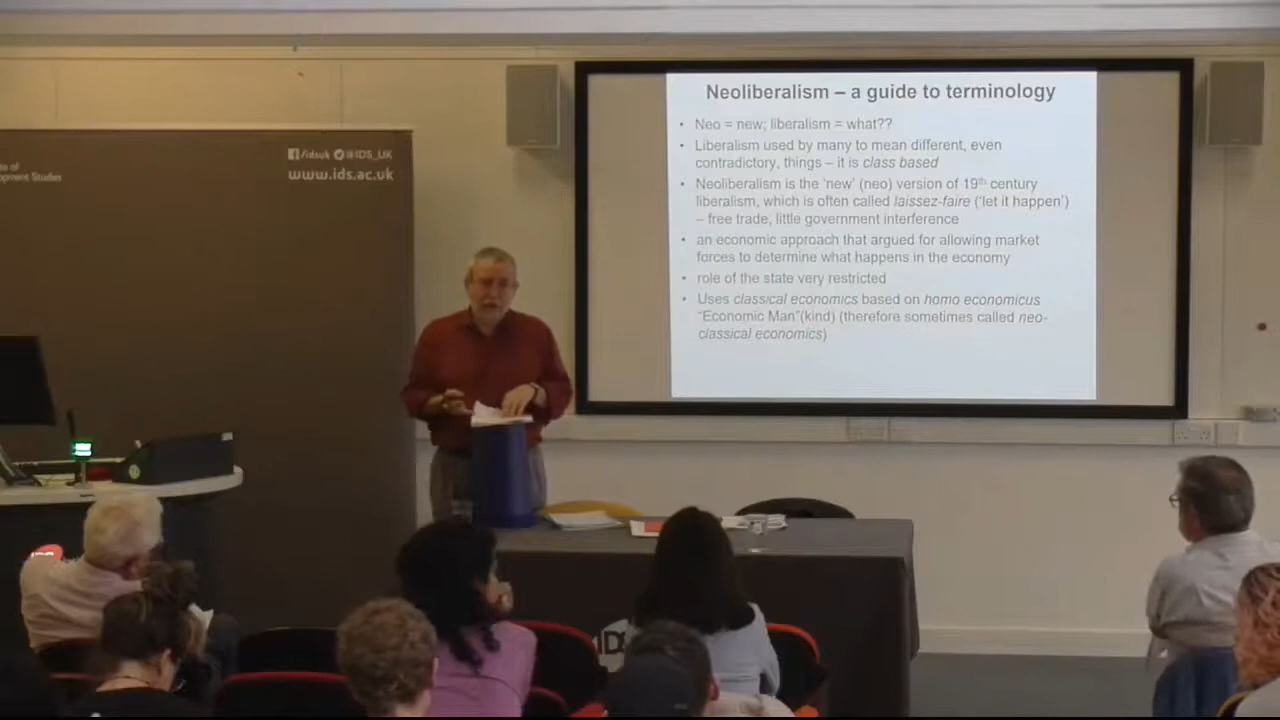 Neoliberalism – a guide to terminology
• Neo = new; liberalism = what??
• Liberalism used by many to mean different, even
contradictory, things – it is class based
• Neoliberalism is the 'new' (neo) version of 19th century
liberalism, which is often called laissez-faire ('let it happen')
– free trade, little government interference
• an economic approach that argued for allowing market
forces to determine what happens in the economy
• role of the state very restricted
• Uses classical economics based on homo economicus
"Economic Man"(kind) (therefore sometimes called neo-
classical economics)
/idsuk @IDS_UK
www.ids.ac.uk
of
Studies
IDS